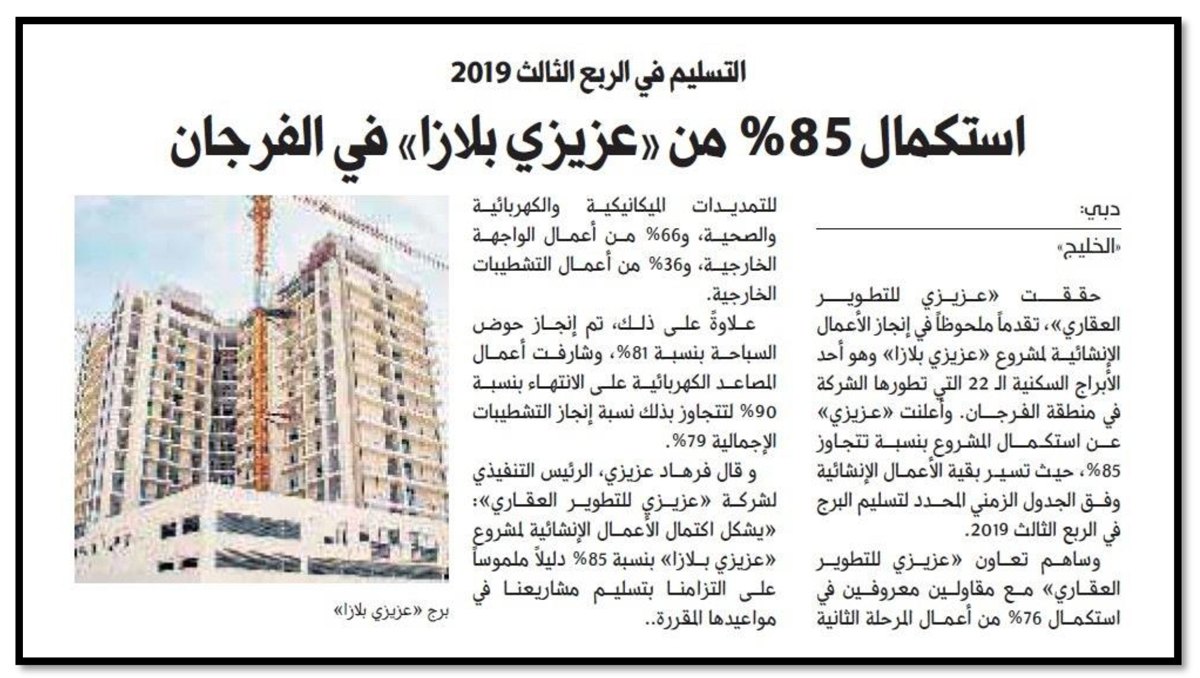 التسليم في الربع الثالث 2019
استكمال 85% من «عزيزي بلازا» في الفرجان
دبي:
«الخليج»
حققت «عزيزي للتطوير
العقاري»، تقدماً ملحوظاً في إنجاز الأعمال
الإنشائية لمشروع «عزيزي بلازا» وهو أحد
الأبراج السكنية الـ 22 التي تطورها الشركة
في منطقة الفرجان. وأعلنت «عزيزي»
عن استكمال المشروع بنسبة تتجاوز
85%، حيث تسير بقية الأعمال الإنشائية
وفق الجدول الزمني المحدد لتسليم البرج
في الربع الثالث 2019.
وساهم تعاون «عزيزي للتطوير
العقاري» مع مقاولين معروفين في
استكمال 76% من أعمال المرحلة الثانية
للتمديدات الميكانيكية والكهربائية
والصحية، و66% من أعمال الواجهة
الخارجية، و36% من أعمال التشطيبات
الخارجية.
علاوةً على ذلك، تم إنجاز حوض
السباحة بنسبة 81%، وشارفت أعمال
المصاعد الكهربائية على الانتهاء بنسبة
90% لتتجاوز بذلك نسبة إنجاز التشطيبات
الإجمالية 79%.
و قال فرهاد عزيزي، الرئيس التنفيذي
لشركة «عزيزي للتطوير العقاري»:
«يشكل اكتمال الأعمال الإنشائية لمشروع
«عزيزي بلازا» بنسبة 85% دليلاً ملموساً
على التزامنا بتسليم مشاريعنا في
مواعيدها المقررة..
برج «عزيزي بلازا»